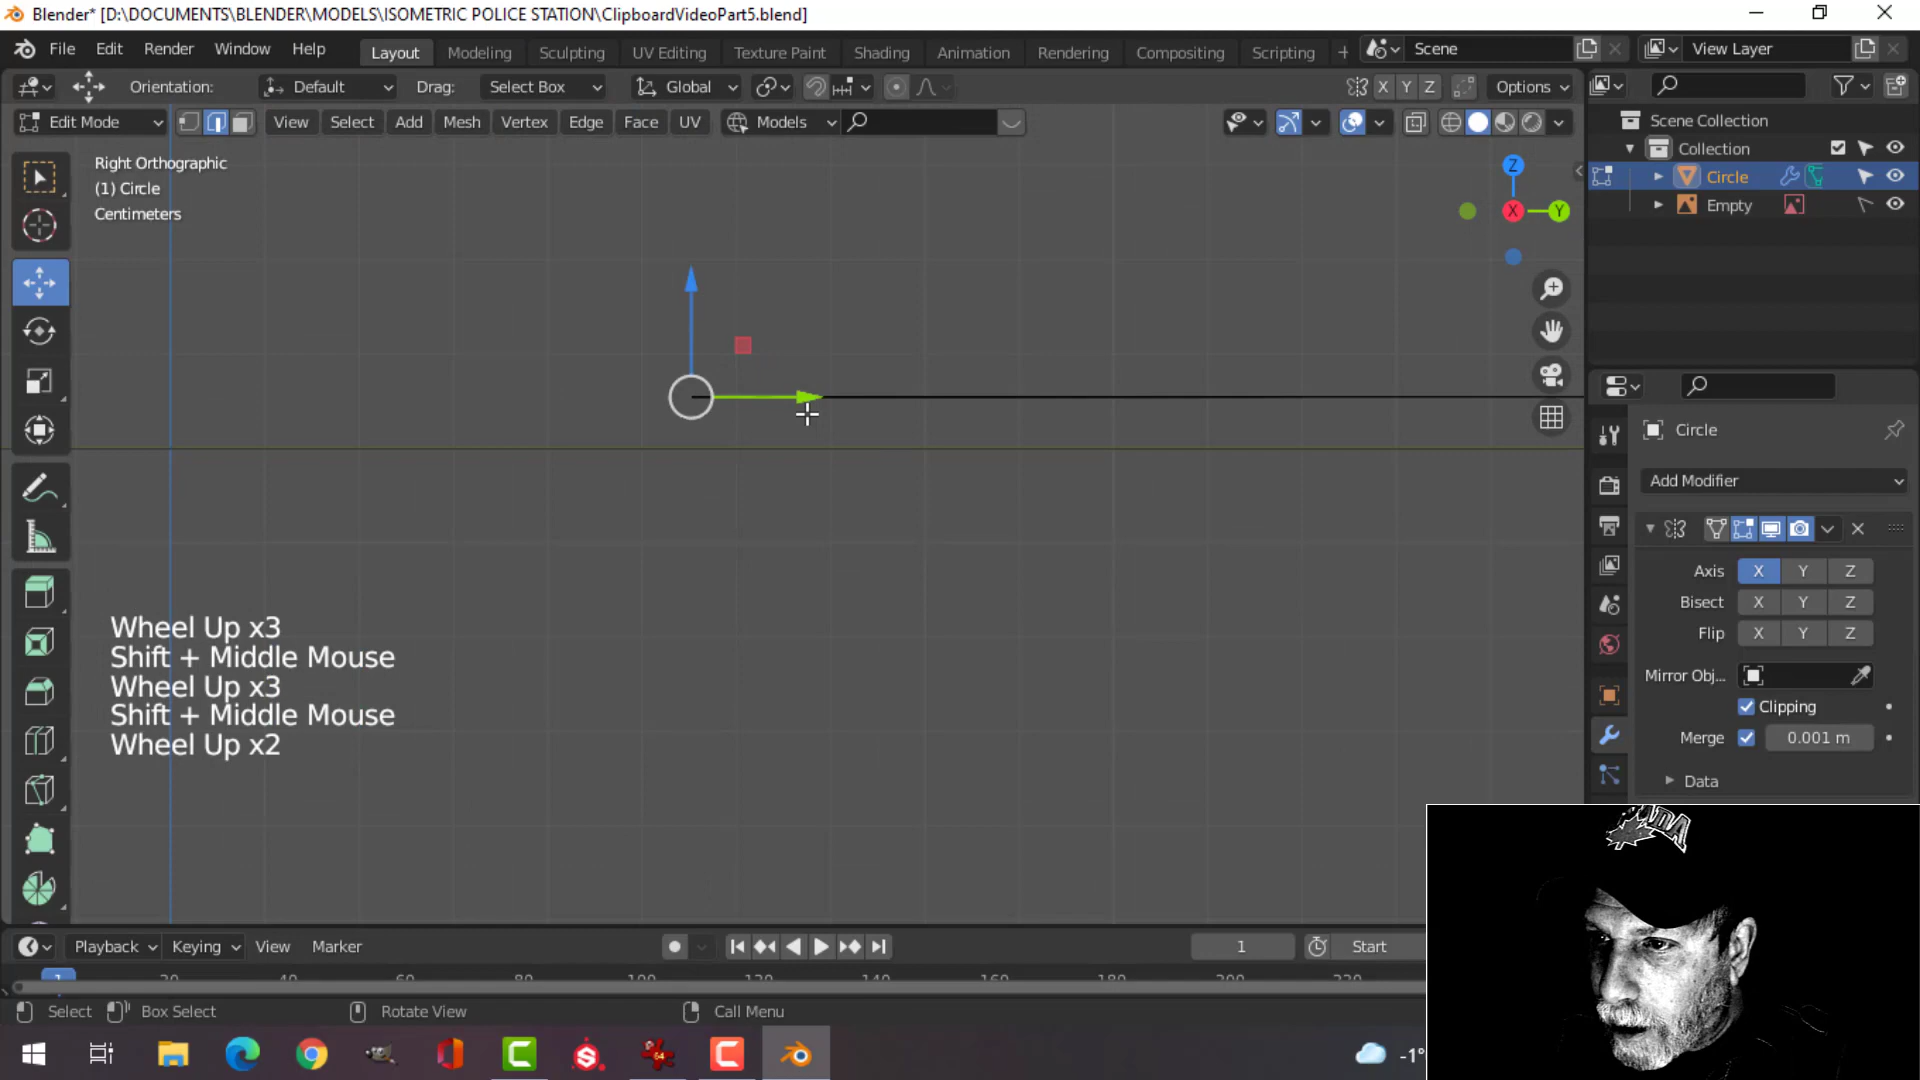 Blender* [D:\DOCUMENTS\BLENDER\MODELS\ISOMETRIC POLICE STATION\ClipboardVideoPart5.blend]
File Edit Render Window Help Layout Modeling Sculpting UV Editing Texture Paint Shading Animation Rendering Compositing Scripting + Scene View Layer
Orientation: Default Drag: Select Box Global X Y Z Options
Edit Mode View Select Add Mesh Vertex Edge Face UV Models
Scene Collection
Collection
Circle
Empty
Right Orthographic
(1) Circle
Centimeters
Z
X
Y
Circle
Add Modifier
Axis X Y Z
Bisect X Y Z
Flip X Y Z
Mirror Obj...
Clipping
Merge 0.001 m
Data
Wheel Up x3
Shift + Middle Mouse
Wheel Up x3
Shift + Middle Mouse
Wheel Up x2
Playback Keying View Marker 1 Start
Select Box Select Rotate View Call Menu
-1°